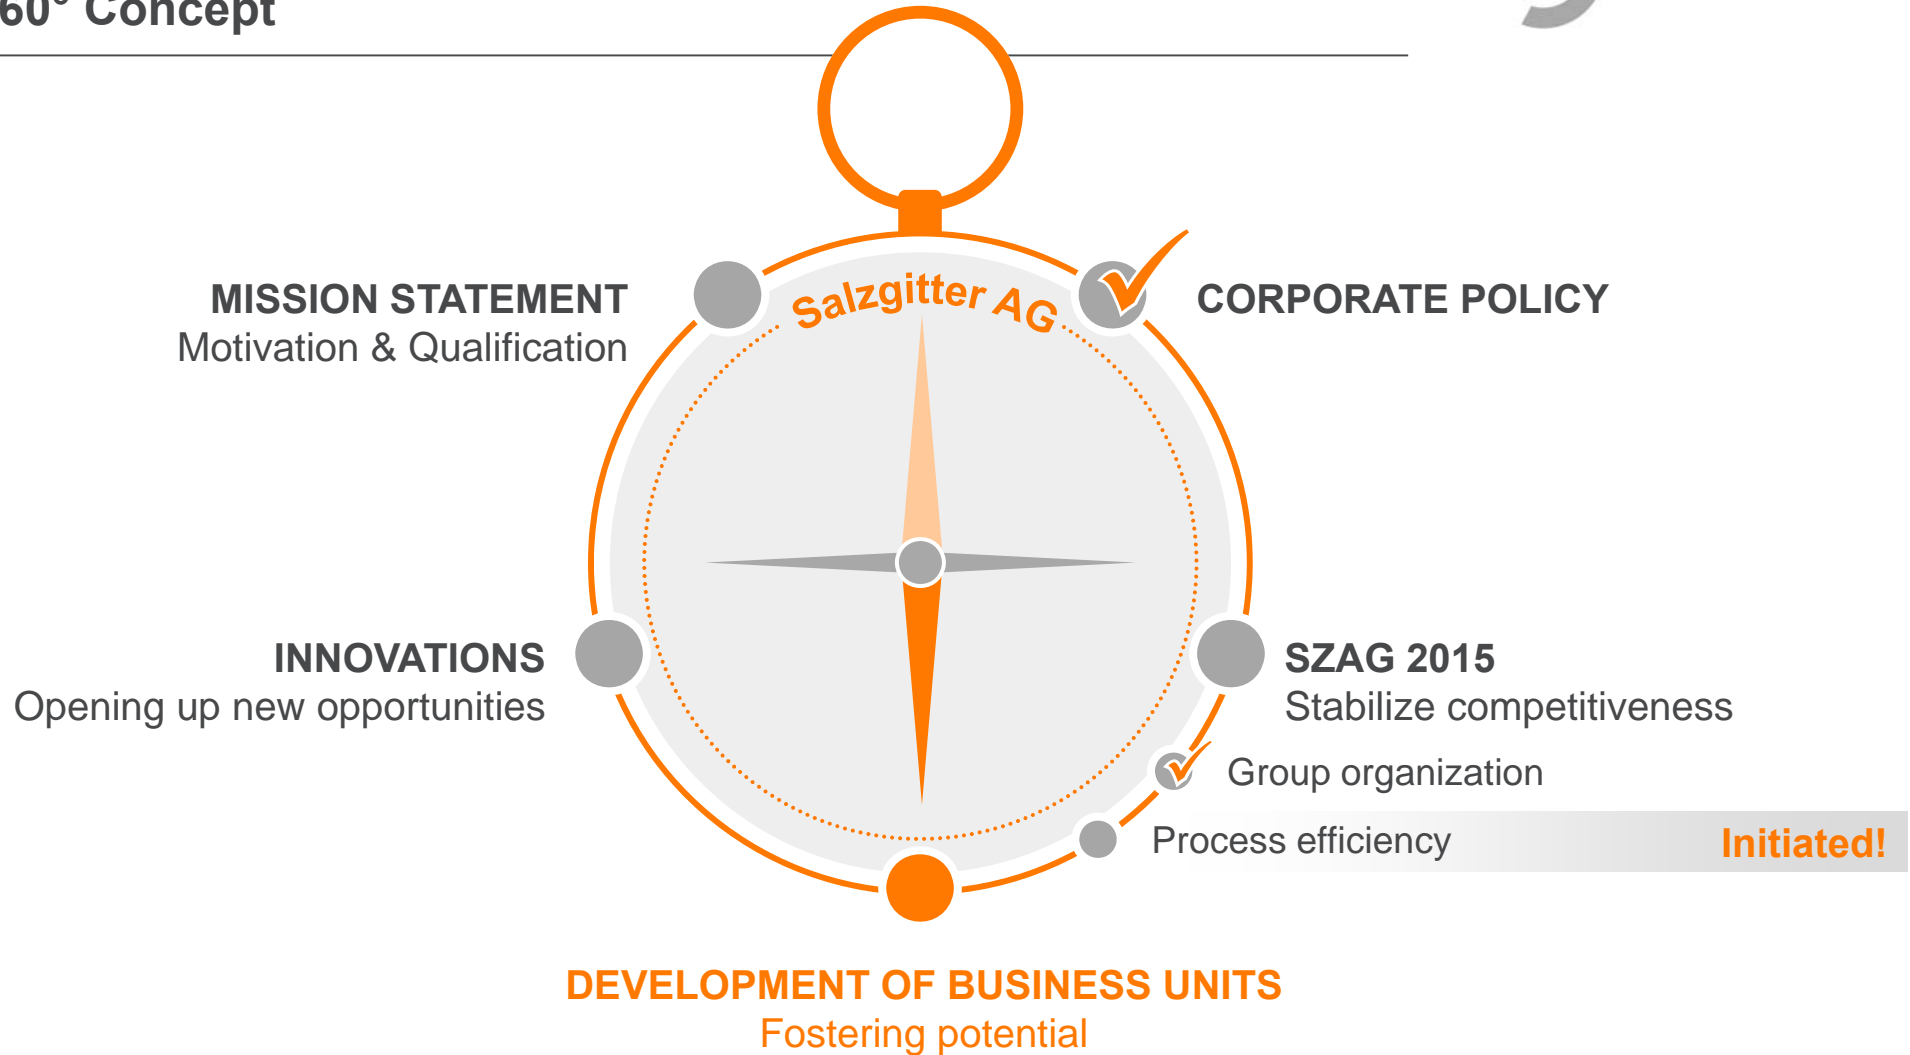 60° Concept
Salzgitter AG
MISSION STATEMENT
Motivation & Qualification
CORPORATE POLICY
INNOVATIONS
Opening up new opportunities
SZAG 2015
Stabilize competitiveness
Group organization
Process efficiency
Initiated!
DEVELOPMENT OF BUSINESS UNITS
Fostering potential